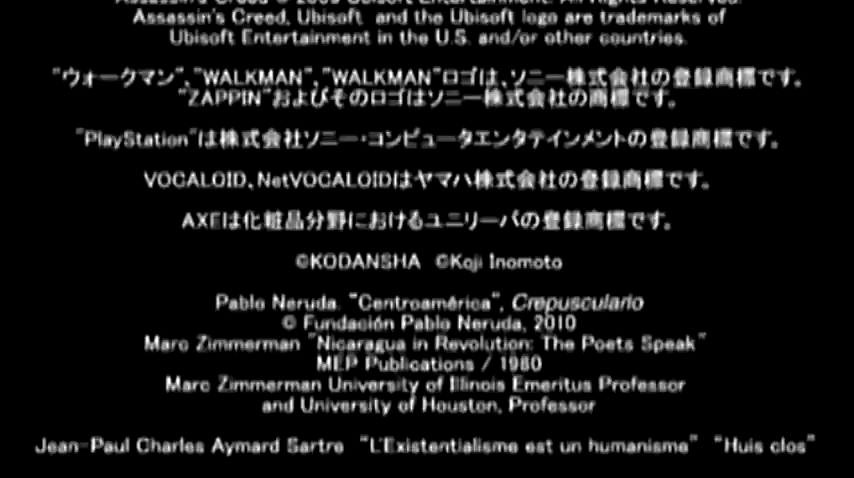 Assassin's Creed © 2009 Ubisoft Entertainment. All Rights Reserved.
Assassin's Creed, Ubisoft and the Ubisoft logo are trademarks of
Ubisoft Entertainment in the U.S. and/or other countries.
"ウォークマン"、"WALKMAN"、"WALKMAN"ロゴは、ソニー株式会社の登録商標です。
"ZAPPIN"およびそのロゴはソニー株式会社の商標です。
"PlayStation"は株式会社ソニー・コンピュータエンタテインメントの登録商標です。
VOCALOID、NetVOCALOIDはヤマハ株式会社の登録商標です。
AXEは化粧品分野におけるユニリーバの登録商標です。
©KODANSHA ©Koji Inomoto
Pablo Neruda. "Centroamérica", Crepusculario
© Fundación Pablo Neruda, 2010
Marc Zimmerman "Nicaragua in Revolution: The Poets Speak"
MEP Publications / 1980
Marc Zimmerman University of Illinois Emeritus Professor
and University of Houston, Professor
Jean-Paul Charles Aymard Sartre "L'Existentialisme est un humanisme" "Huis clos"